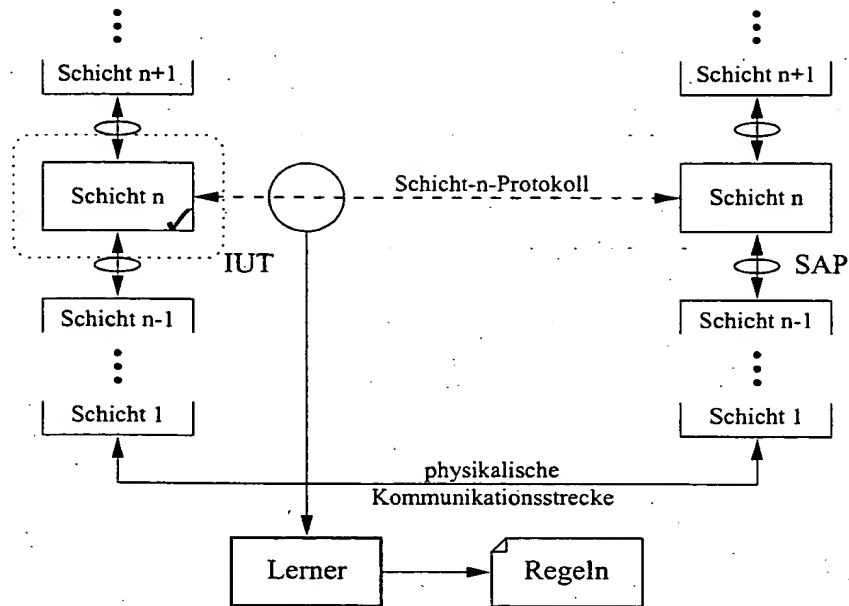 Schicht n+1
Schicht n+1
Schicht n
Schicht-n-Protokoll
Schicht n
IUT
SAP
Schicht n-1
Schicht n-1
Schicht 1
Schicht 1
physikalische
Kommunikationsstrecke
Lerner
Regeln